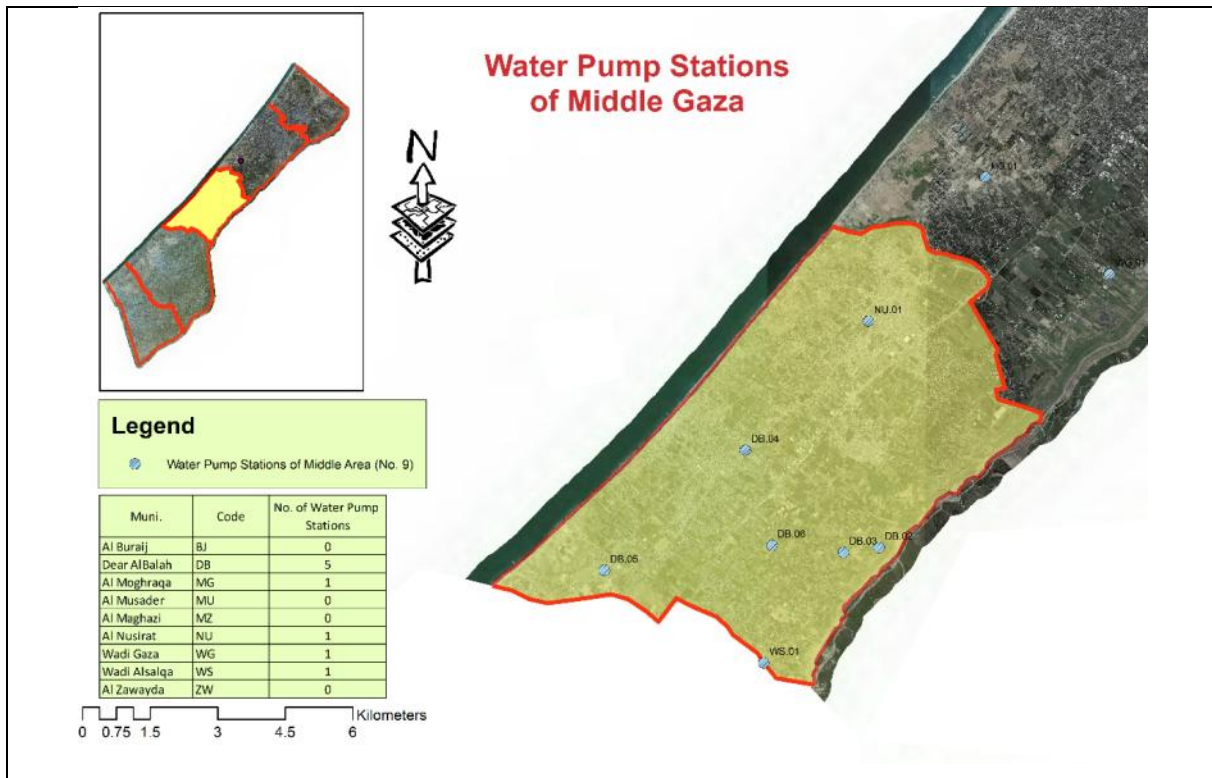 Water Pump Stations
of Middle Gaza
N
Legend
Water Pump Stations of Middle Area (No. 9)
Muni. Code No. of Water Pump Stations
Al Buraij BJ 0
Dear AlBalah DB 5
Al Moghraqa MG 1
Al Musader MU 0
Al Maghazi MZ 0
Al Nusirat NU 1
Wadi Gaza WG 1
Wadi Alsalqa WS 1
Al Zawayda ZW 0
Kilometers
0 0.75 1.5 3 4.5 6
NU.01
DB.04
DB.06
DB.03
DB.02
DB.05
WS.01